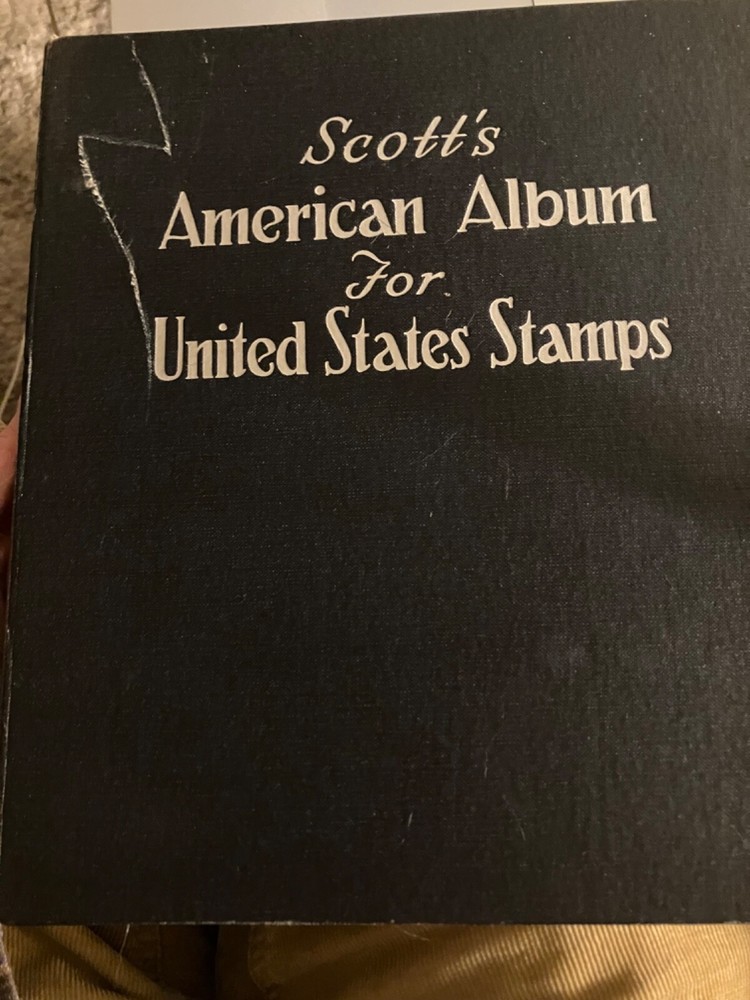 Scott's
American Album
For
United States Stamps